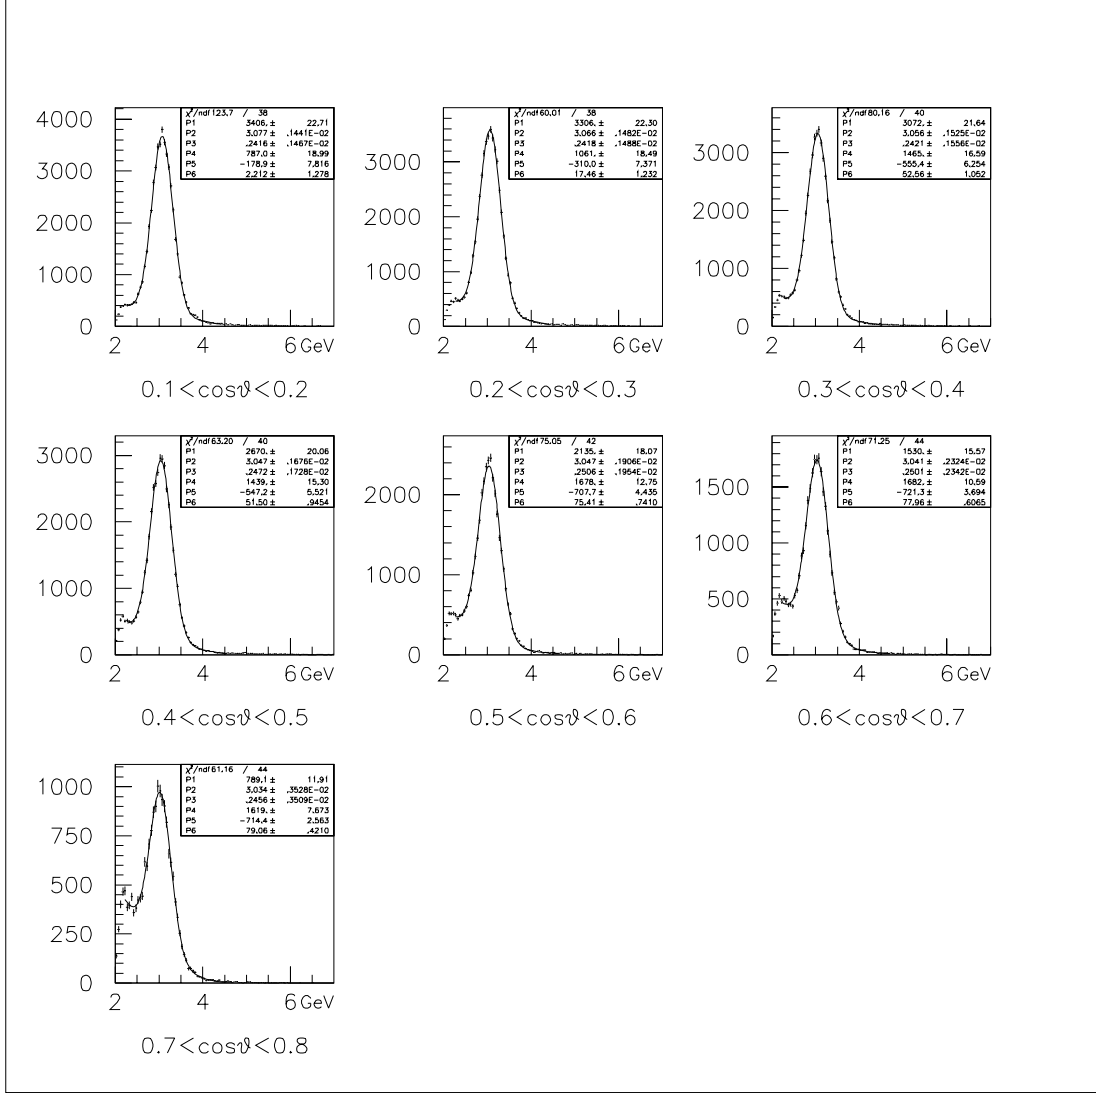 χ²/ndf 123.7 / 38
P1 3406. ± 22.71
P2 3.077 ± .1441E-02
P3 .2416 ± .1467E-02
P4 787.0 ± 18.99
P5 -178.9 ± 7.816
P6 2.212 ± 1.278
4000
3000
2000
1000
0
2 4 6 GeV
0.1<cosϑ<0.2
χ²/ndf 60.01 / 38
P1 3306. ± 22.30
P2 3.066 ± .1482E-02
P3 .2418 ± .1488E-02
P4 1061. ± 18.49
P5 -310.0 ± 7.371
P6 17.46 ± 1.232
3000
2000
1000
0
2 4 6 GeV
0.2<cosϑ<0.3
χ²/ndf 80.16 / 40
P1 3072. ± 21.64
P2 3.056 ± .1525E-02
P3 .2421 ± .1556E-02
P4 1465. ± 16.59
P5 -555.4 ± 6.254
P6 52.56 ± 1.052
3000
2000
1000
0
2 4 6 GeV
0.3<cosϑ<0.4
χ²/ndf 63.20 / 40
P1 2670. ± 20.06
P2 3.047 ± .1676E-02
P3 .2472 ± .1728E-02
P4 1439. ± 15.30
P5 -547.2 ± 5.521
P6 51.50 ± .9454
3000
2000
1000
0
2 4 6 GeV
0.4<cosϑ<0.5
χ²/ndf 75.05 / 42
P1 2135. ± 18.07
P2 3.047 ± .1906E-02
P3 .2506 ± .1954E-02
P4 1678. ± 12.75
P5 -707.7 ± 4.435
P6 75.41 ± .7410
2000
1000
0
2 4 6 GeV
0.5<cosϑ<0.6
χ²/ndf 71.25 / 44
P1 1530. ± 15.57
P2 3.041 ± .2324E-02
P3 .2501 ± .2342E-02
P4 1682. ± 10.59
P5 -721.3 ± 3.694
P6 77.96 ± .6065
1500
1000
500
0
2 4 6 GeV
0.6<cosϑ<0.7
χ²/ndf 61.16 / 44
P1 789.1 ± 11.91
P2 3.034 ± .3528E-02
P3 .2456 ± .3509E-02
P4 1619. ± 7.673
P5 -714.4 ± 2.563
P6 79.06 ± .4210
1000
750
500
250
0
2 4 6 GeV
0.7<cosϑ<0.8